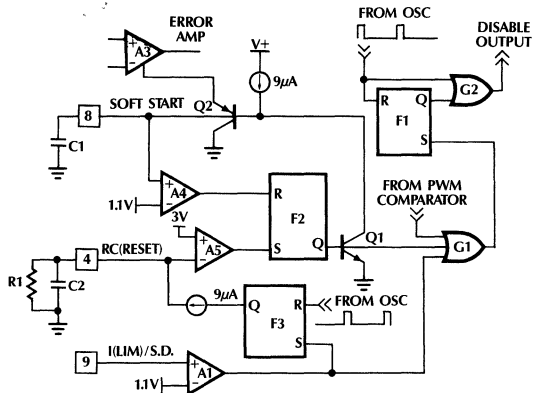 ERROR
AMP
V+
FROM OSC
DISABLE
OUTPUT
A3
9µA
G2
SOFT START
Q2
R
Q
F1
S
8
C1
A4
R
FROM PWM
COMPARATOR
1.1V
3V
F2
Q1
G1
RC(RESET)
A5
S
Q
4
R1
C2
9µA
Q
R
FROM OSC
F3
S
I(LIM)/S.D.
9
A1
1.1V
+
-
+
-
+
-
+
-